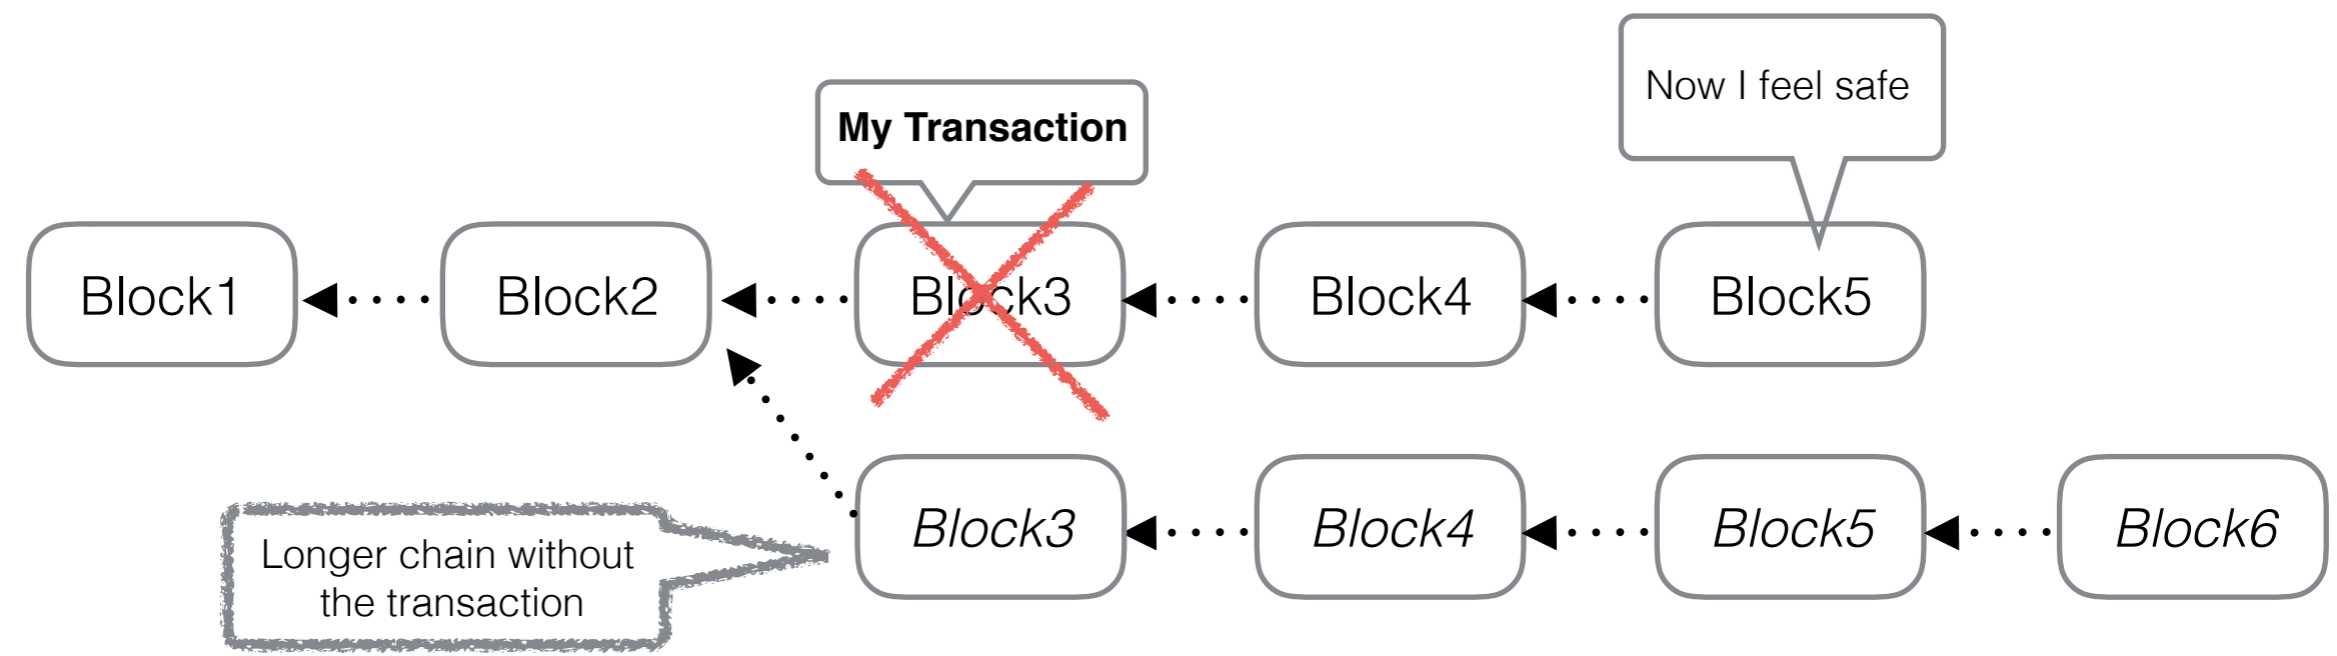 Now I feel safe
My Transaction
Block1
Block2
Block3
Block4
Block5
Block3
Block4
Block5
Block6
Longer chain without
the transaction